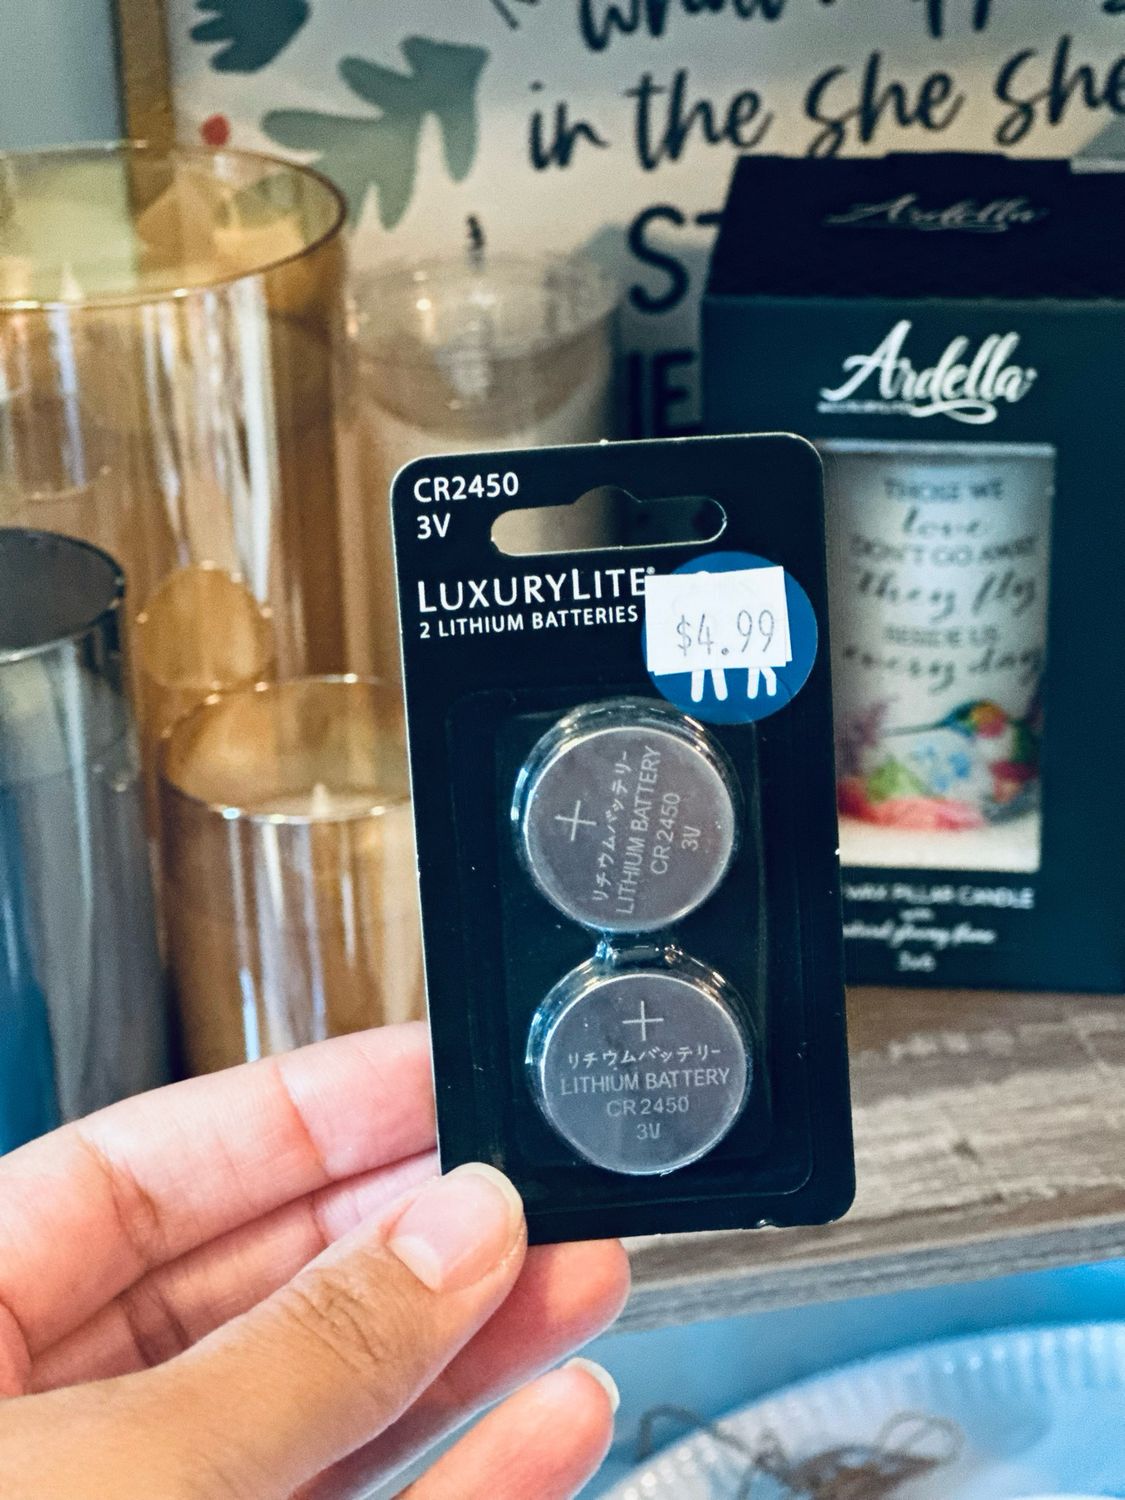 in the she she
Ardella
Ardella
THOSE WE
love
DON'T GO AWAY
they fly
BESIDE US
every day
WAX PILLAR CANDLE
with
CR2450
3V
LUXURYLITE®
2 LITHIUM BATTERIES
$4.99
+
リチウムバッテリー
LITHIUM BATTERY
CR2450
3V
+
リチウムバッテリー
LITHIUM BATTERY
CR2450
3V